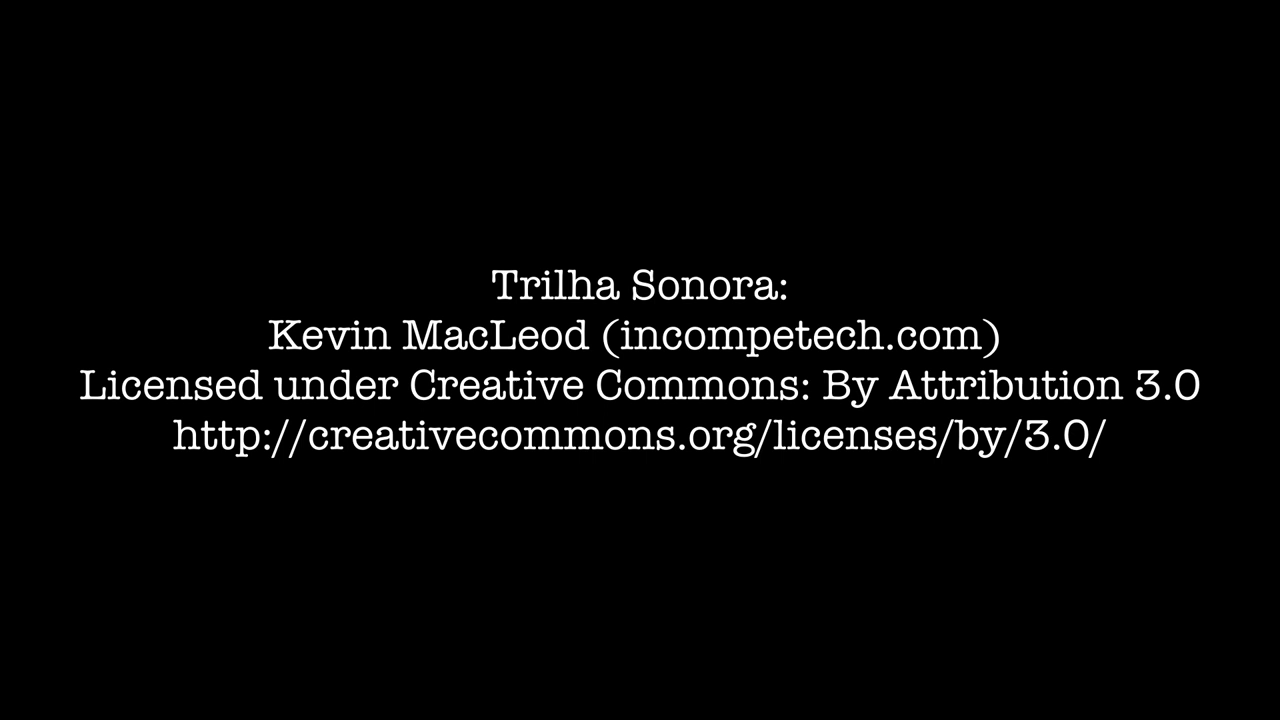 Trilha Sonora:
Kevin MacLeod (incompetech.com)
Licensed under Creative Commons: By Attribution 3.0
http://creativecommons.org/licenses/by/3.0/